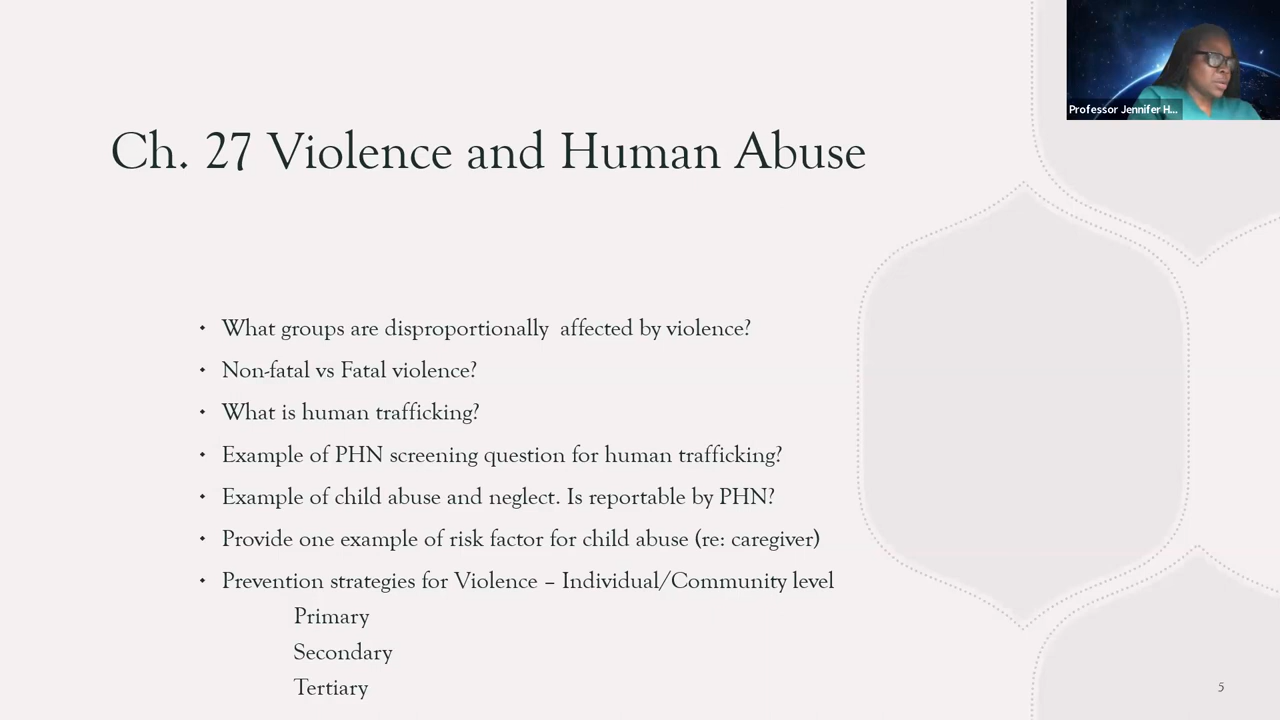 Professor Jennifer H...
Ch. 27 Violence and Human Abuse
• What groups are disproportionally  affected by violence?
• Non-fatal vs Fatal violence?
• What is human trafficking?
• Example of PHN screening question for human trafficking?
• Example of child abuse and neglect. Is reportable by PHN?
• Provide one example of risk factor for child abuse (re: caregiver)
• Prevention strategies for Violence – Individual/Community level
Primary
Secondary
Tertiary
5